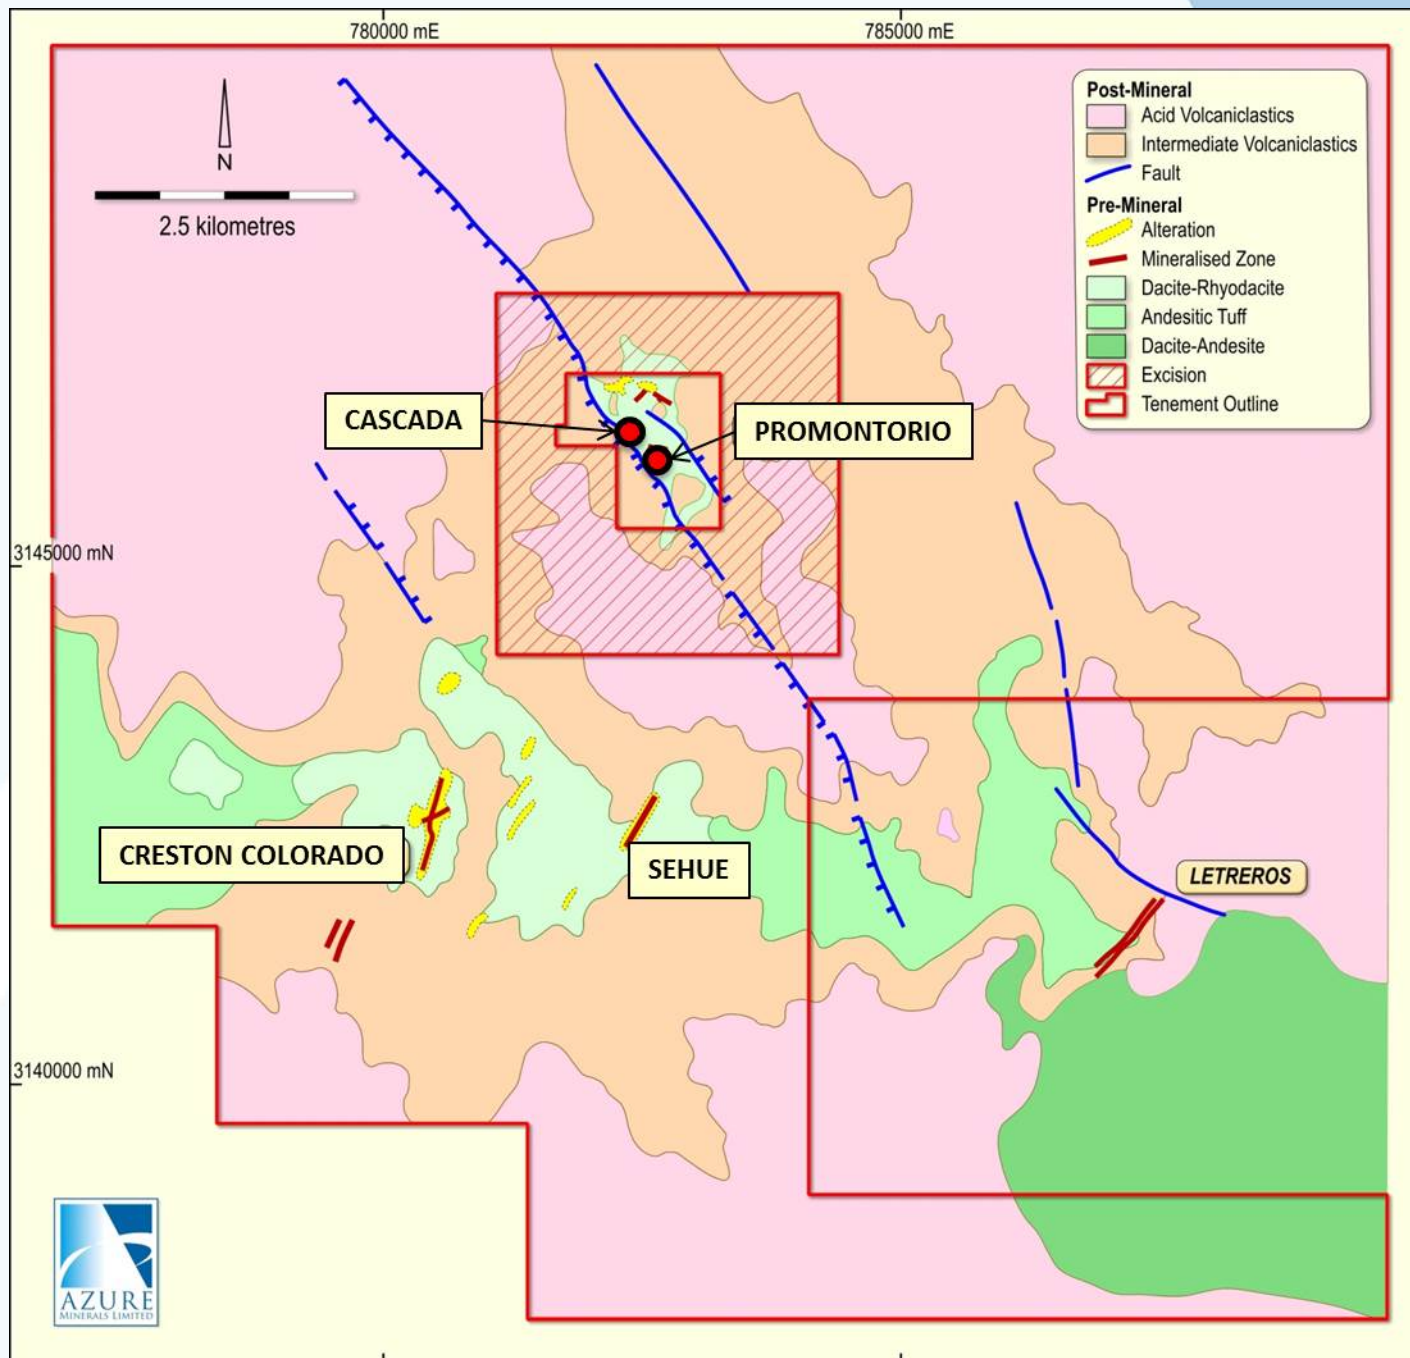 780000 mE
785000 mE
Post-Mineral
Acid Volcaniclastics
Intermediate Volcaniclastics
Fault
Pre-Mineral
Alteration
Mineralised Zone
Dacite-Rhyodacite
Andesitic Tuff
Dacite-Andesite
Excision
Tenement Outline
N
2.5 kilometres
CASCADA
PROMONTORIO
3145000 mN
CRESTON COLORADO
SEHUE
LETREROS
3140000 mN
AZURE
MINERALS LIMITED